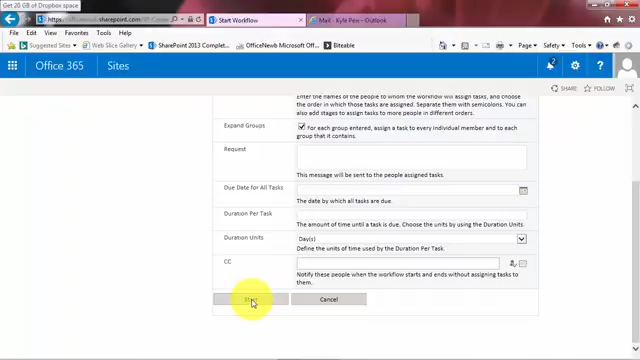 Get 20 GB of Dropbox space
Start Workflow
Mail - Kyle Pew - Outlook
File Edit View Favorites Tools Help
Web Slice Gallery
SharePoint 2013 Complet...
OfficeNewb Microsoft Off...
Biteable
Page Safety Tools
Office 365
Sites
2
?
SHARE
FOLLOW
Enter the names of the people to whom the workflow will assign tasks, and choose
the order in which those tasks are assigned. Separate them with semicolons. You
can also add stages to assign tasks to more people in different orders.
Expand Groups
For each group entered, assign a task to every individual member and to each
group that it contains.
Request
This message will be sent to the people assigned tasks.
Due Date for All Tasks
The date by which all tasks are due.
Duration Per Task
The amount of time until a task is due. Choose the units by using the Duration Units.
Duration Units
Day(s)
Define the units of time used by the Duration Per Task.
CC
Notify these people when the workflow starts and ends without assigning tasks to
them.
Start
Cancel